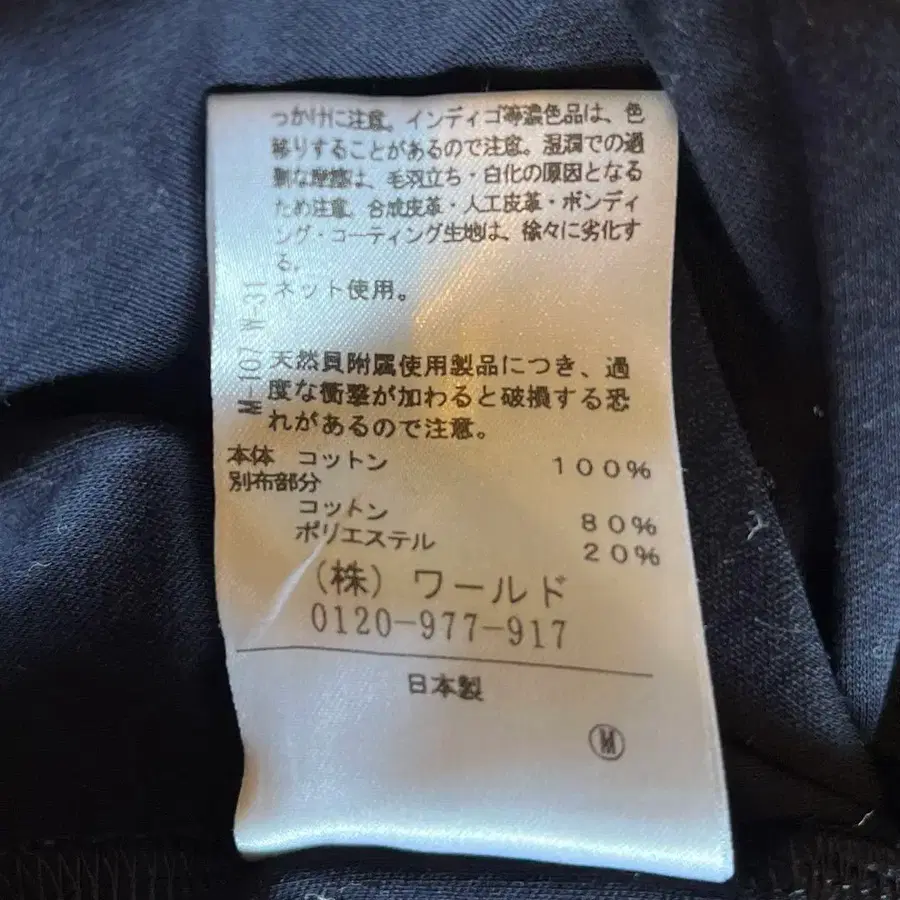 っかけに注意。インディゴ等濃色品は、色
移りすることがあるので注意。湿潤での過
剰な摩擦は、毛羽立ち・白化の原因となる
ため注意。合成皮革・人工皮革・ボンディ
ング・コーティング生地は、徐々に劣化す
る。
ネット使用。
M-107 W-31
天然貝附属使用製品につき、過
度な衝撃が加わると破損する恐
れがあるので注意。
本体 コットン 100%
別布部分
コットン 80%
ポリエステル 20%
(株)ワールド
0120-977-917
日本製
Ⓜ